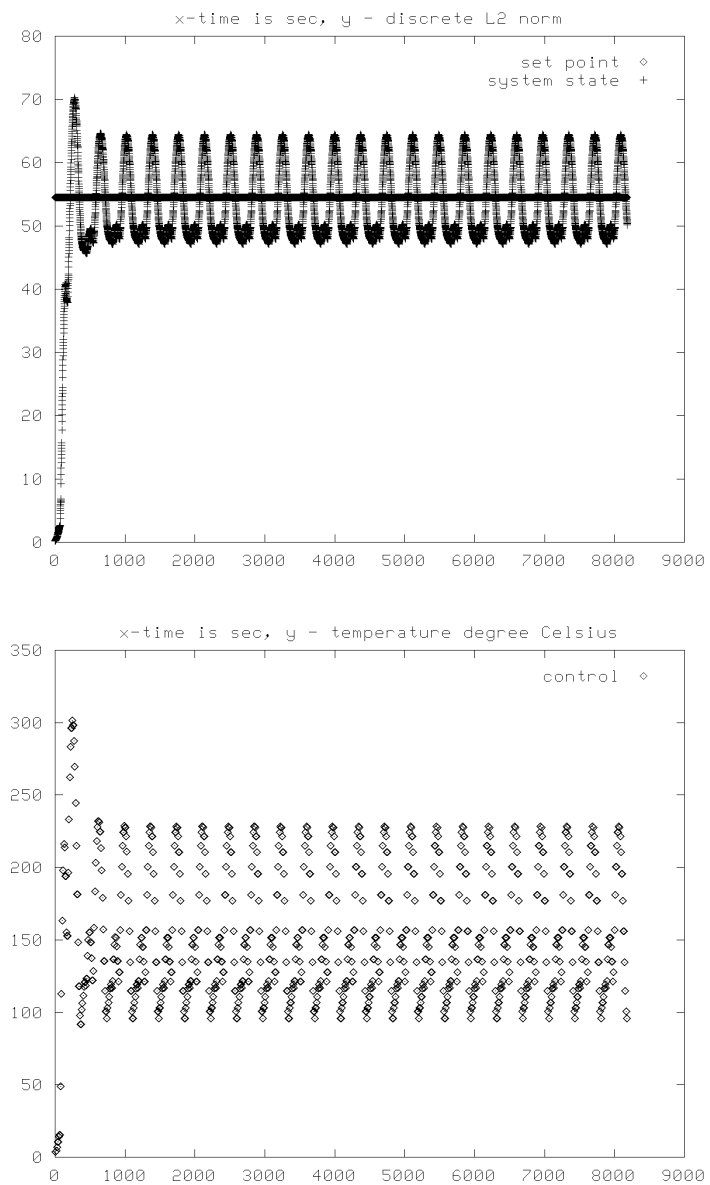 x-time is sec, y - discrete L2 norm
80
set point
system state
70
60
50
40
30
20
10
0
0 1000 2000 3000 4000 5000 6000 7000 8000 9000
x-time is sec, y - temperature degree Celsius
350
control
300
250
200
150
100
50
0
0 1000 2000 3000 4000 5000 6000 7000 8000 9000